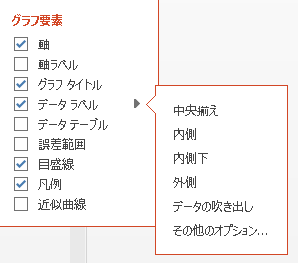 グラフ要素
軸
軸ラベル
グラフ タイトル
データ ラベル
データ テーブル
誤差範囲
目盛線
凡例
近似曲線
中央揃え
内側
内側下
外側
データの吹き出し
その他のオプション...